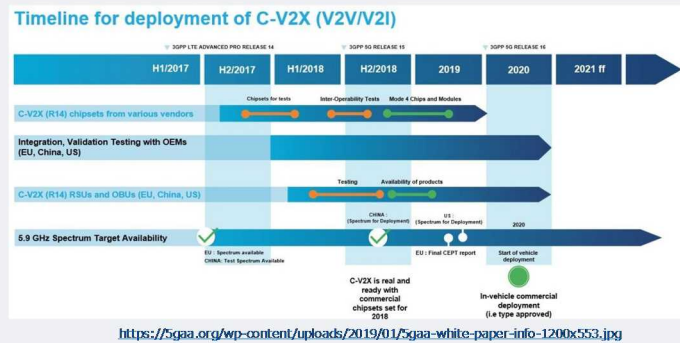 Timeline for deployment of C-V2X (V2V/V2I)
3GPP LTE ADVANCED PRO RELEASE 14
3GPP 5G RELEASE 15
3GPP 5G RELEASE 16
H1/2017
H2/2017
H1/2018
H2/2018
2019
2020
2021 ff
Chipsets for tests
Inter-Operability Tests
Mode 4 Chips and Modules
C-V2X (R14) chipsets from various vendors
Integration, Validation Testing with OEMs
(EU, China, US)
Testing
Availability of products
C-V2X (R14) RSUs and OBUs (EU, China, US)
CHINA :
(Spectrum for Deployment)
US :
(Spectrum for Deployment)
2020
5.9 GHz Spectrum Target Availability
EU : Spectrum available
CHINA: Test Spectrum Available
EU : Final CEPT report
Start of vehicle
deployment
C-V2X is real and
ready with
commercial
chipsets set for
2018
In-vehicle commercial
deployment
(i.e type approved)
https://5gaa.org/wp-content/uploads/2019/01/5gaa-white-paper-info-1200x553.jpg